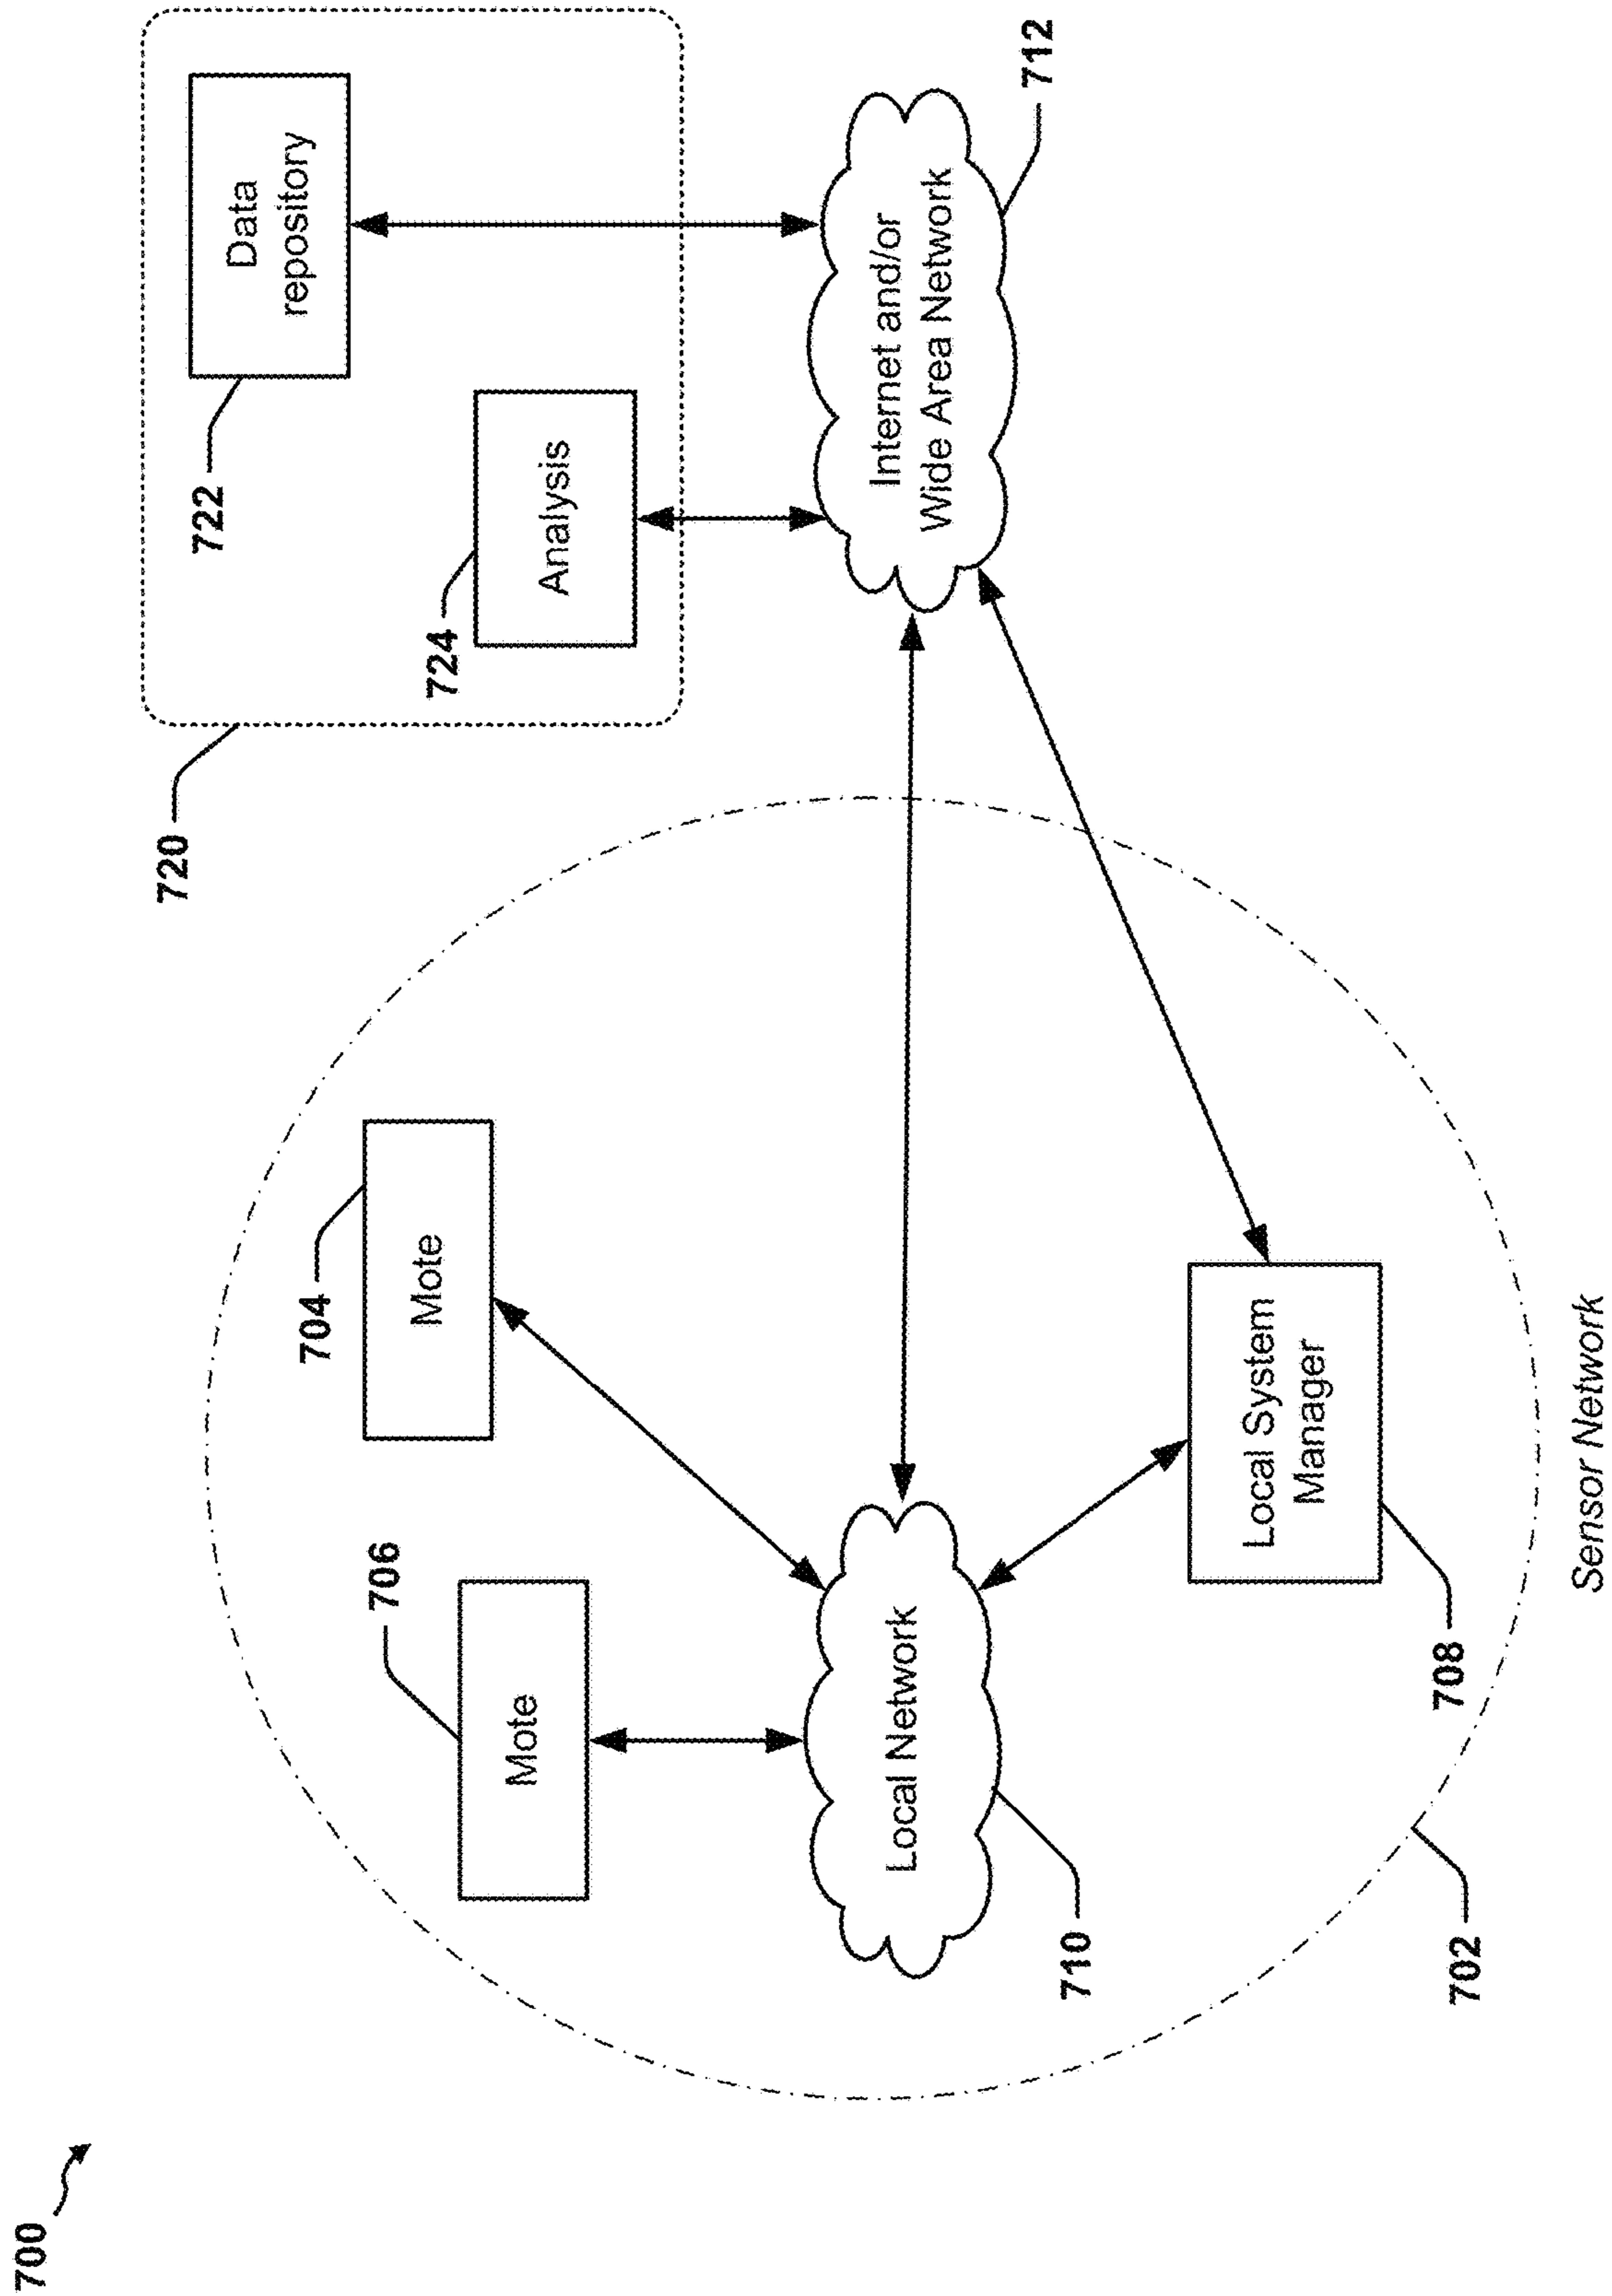 700
720
722
Data
repository
724
Analysis
704
Mote
706
Mote
Local Network
710
Internet and/or
Wide Area Network
712
Local System
Manager
708
702
Sensor Network